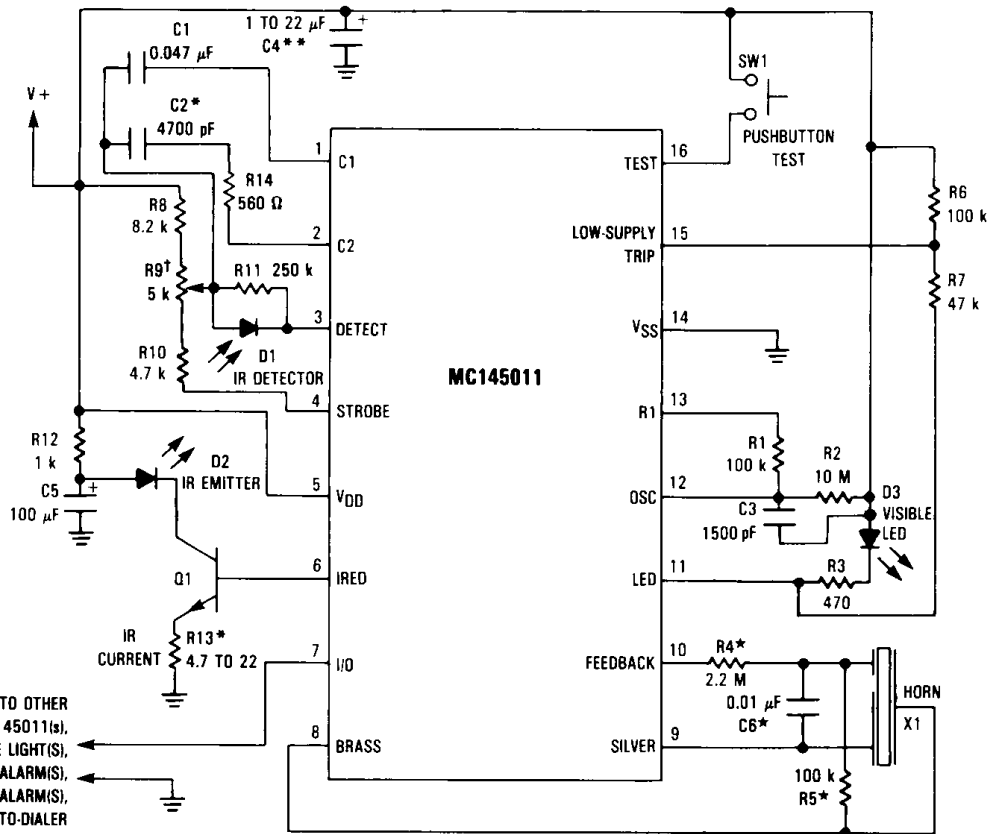 1 TO 22 µF
+
C4**
C1
0.047 µF
V+
C2*
4700 pF
SW1
PUSHBUTTON
TEST
R14
560 Ω
R8
8.2 k
R9†
5 k
R11 250 k
D1
IR DETECTOR
R10
4.7 k
R12
1 k
D2
IR EMITTER
C5
+
100 µF
Q1
IR
CURRENT
R13*
4.7 TO 22
TO OTHER
45011(s),
E LIGHT(S),
ALARM(S),
ALARM(S),
TO-DIALER
MC145011
1 C1
2 C2
3 DETECT
4 STROBE
5 VDD
6 IRED
7 I/O
8 BRASS
TEST 16
LOW-SUPPLY
TRIP
15
VSS 14
R1 13
OSC 12
LED 11
FEEDBACK 10
SILVER 9
R6
100 k
R7
47 k
R1
100 k
R2
10 M
C3
1500 pF
D3
VISIBLE
LED
R3
470
R4★
2.2 M
0.01 µF
C6★
HORN
X1
100 k
R5★